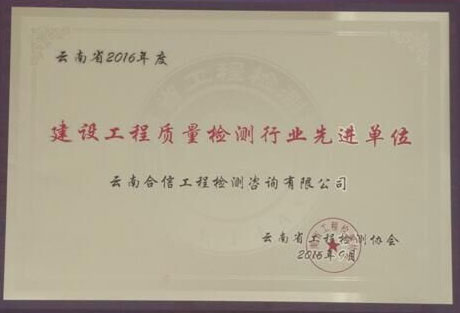 云南省2016年度
建设工程质量检测行业先进单位
云南合信工程检测咨询有限公司
云南省工程检测协会
2016年9月